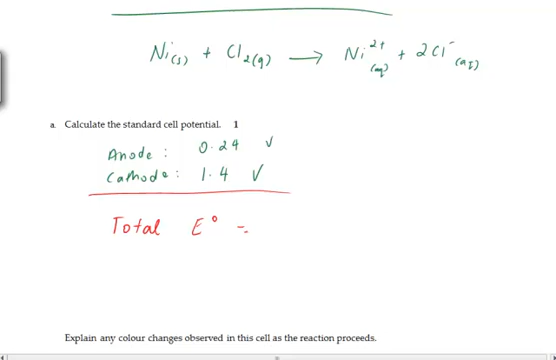 Ni(s) + Cl2(g) → Ni2+(aq) + 2Cl-(aq)
a. Calculate the standard cell potential. 1
Anode : 0.24 V
Cathode : 1.4 V
Total E° =
Explain any colour changes observed in this cell as the reaction proceeds.